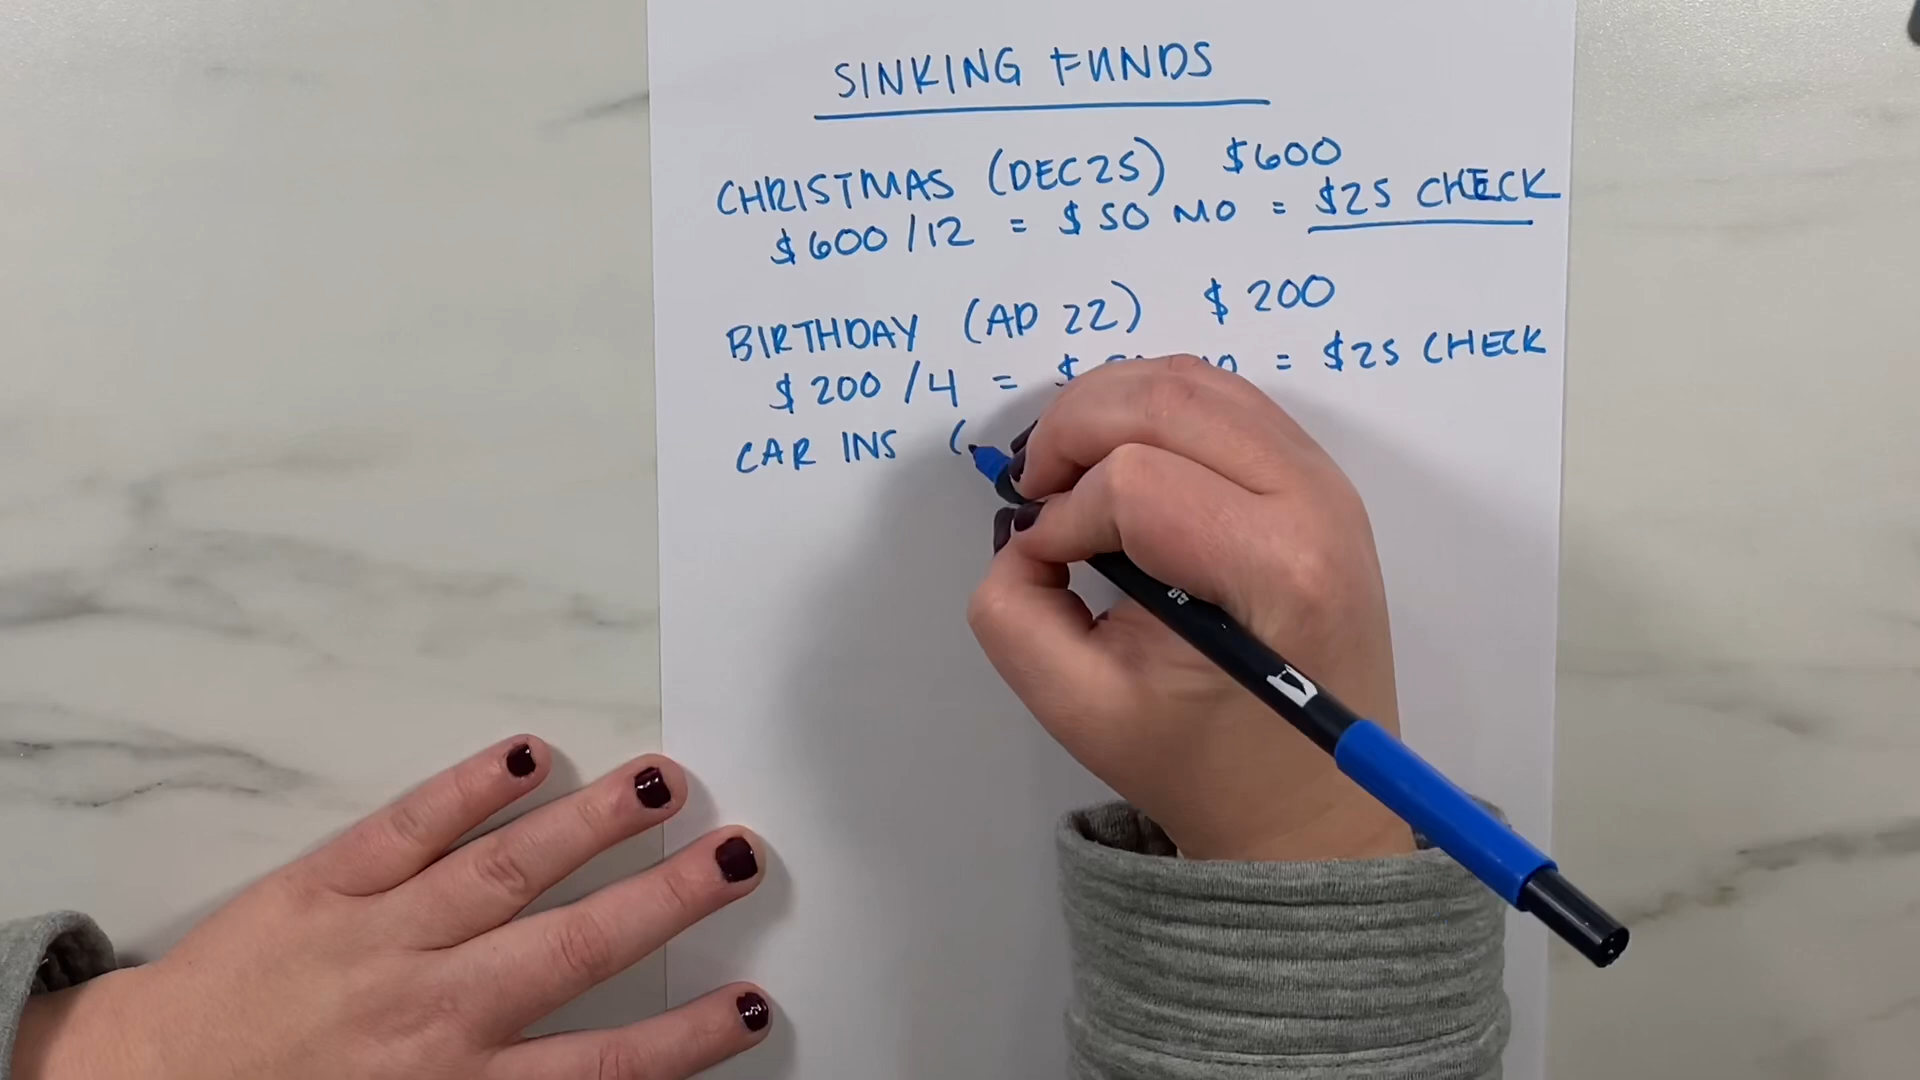 SINKING FUNDS
CHRISTMAS (DEC25) $600
$600/12 = $50 MO = $25 CHECK
BIRTHDAY (AP 22) $200
$200/4 = $ = $25 CHECK
CAR INS (